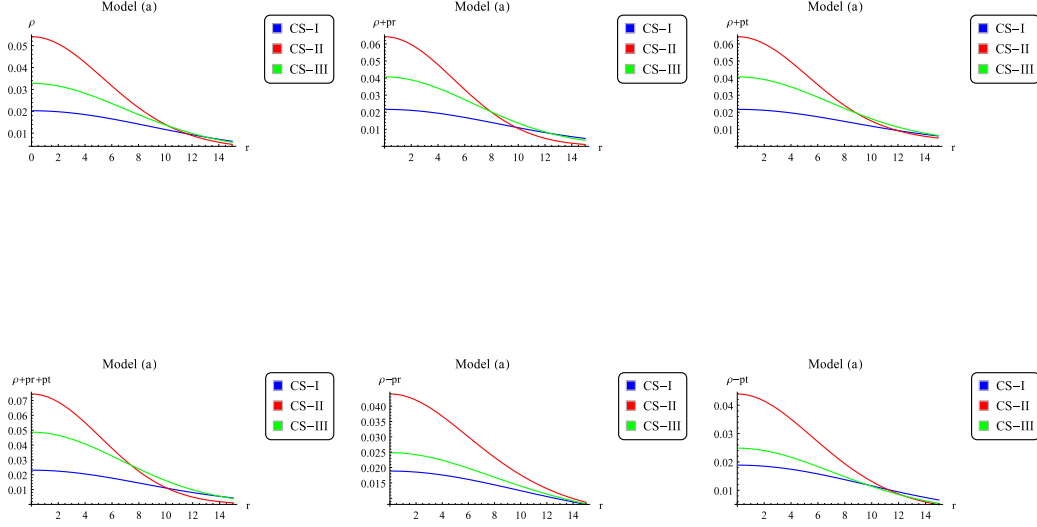 Model (a)
ρ
0.05
0.04
0.03
0.02
0.01
0 2 4 6 8 10 12 14
r
CS−I
CS−II
CS−III
Model (a)
ρ+pr
0.06
0.05
0.04
0.03
0.02
0.01
2 4 6 8 10 12 14
r
CS−I
CS−II
CS−III
Model (a)
ρ+pt
0.06
0.05
0.04
0.03
0.02
0.01
2 4 6 8 10 12 14
r
CS−I
CS−II
CS−III
Model (a)
ρ+pr+pt
0.07
0.06
0.05
0.04
0.03
0.02
0.01
2 4 6 8 10 12 14
r
CS−I
CS−II
CS−III
Model (a)
ρ−pr
0.040
0.035
0.030
0.025
0.020
0.015
2 4 6 8 10 12 14
r
CS−I
CS−II
CS−III
Model (a)
ρ−pt
0.04
0.03
0.02
0.01
2 4 6 8 10 12 14
r
CS−I
CS−II
CS−III